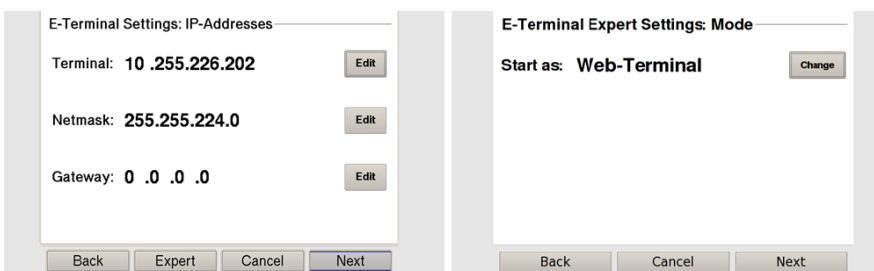 E-Terminal Settings: IP-Addresses
Terminal: 10 .255.226.202 Edit
Netmask: 255.255.224.0 Edit
Gateway: 0 .0 .0 .0 Edit
Back Expert Cancel Next
E-Terminal Expert Settings: Mode
Start as: Web-Terminal Change
Back Cancel Next